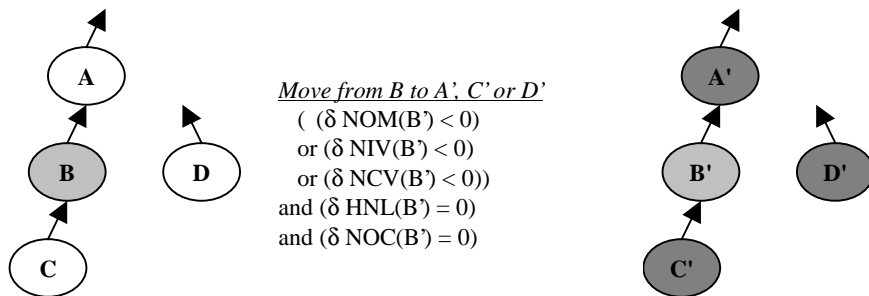 A
B
C
D
Move from B to A’, C’ or D’
( (δ NOM(B’) < 0)
or (δ NIV(B’) < 0)
or (δ NCV(B’) < 0))
and (δ HNL(B’) = 0)
and (δ NOC(B’) = 0)
A'
B'
C'
D'